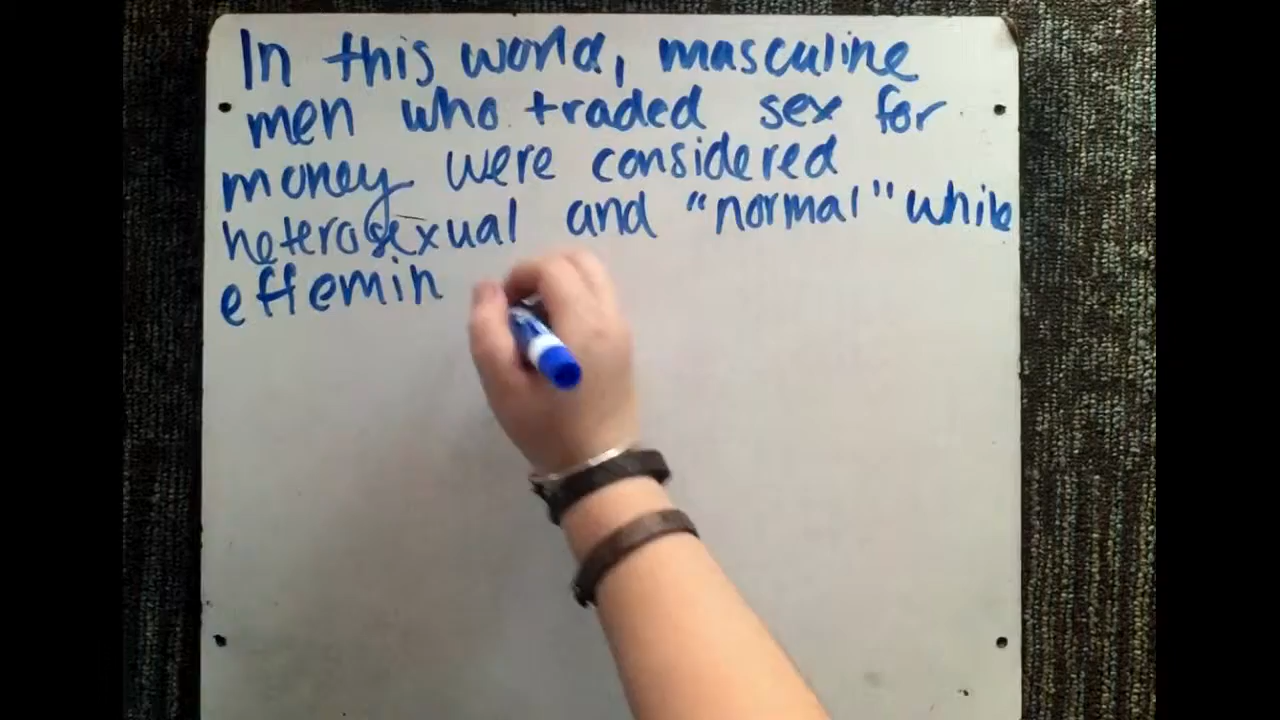 In this world, masculine
men who traded sex for
money were considered
heterosexual and "normal" while
effemin